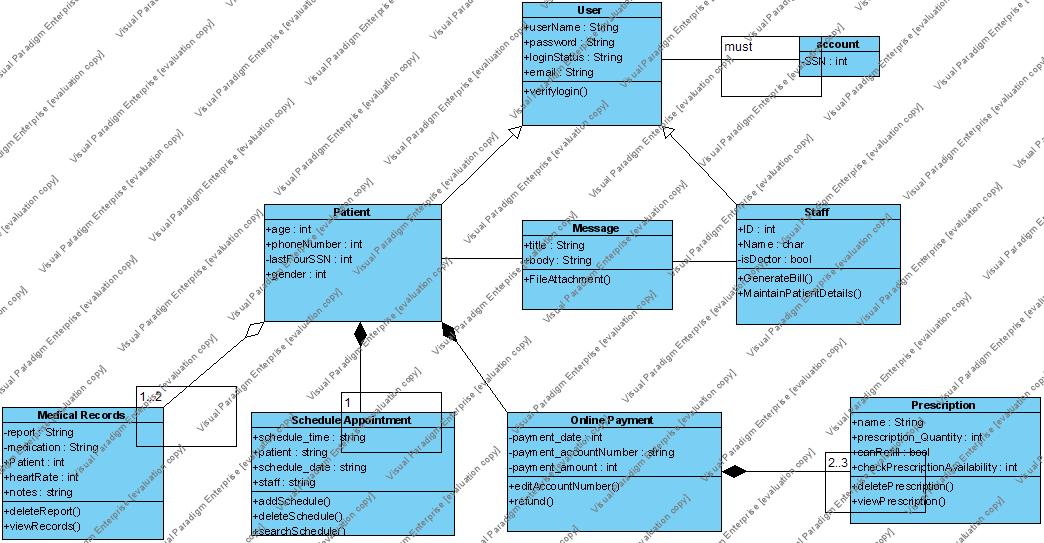 User
+userName : String
+password : String
+loginStatus : String
+email : String
+verifylogin()
must
account
-SSN : int
Patient
+age : int
+phoneNumber : int
-lastFourSSN : int
+gender : int
Message
+title : String
+body : String
+FileAttachment()
Staff
+ID : int
+Name : char
-isDoctor : bool
+GenerateBill()
+MaintainPatientDetails()
1..2
Medical Records
-report : String
-medication : String
+Patient : int
+heartRate : int
+notes : string
+deleteReport()
+viewRecords()
1
Schedule Appointment
+schedule_time : string
+patient : string
+schedule_date : string
+staff : string
+addSchedule()
+deleteSchedule()
+searchSchedule()
Online Payment
-payment_date : int
-payment_accountNumber : String
-payment_amount : int
+editAccountNumber()
+refund()
2..3
Prescription
+name : String
+prescription_Quantity : int
+canRefill : bool
+checkPrescriptionAvailability : int
+deletePrescription()
+viewPrescription()
Visual Paradigm Enterprise [evaluation copy]